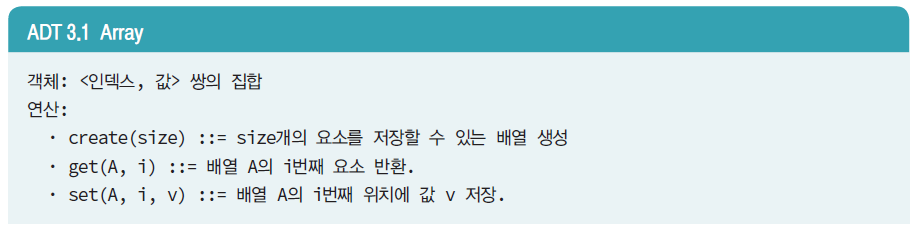 ADT 3.1 Array
객체: <인덱스, 값> 쌍의 집합
연산:
· create(size) ::= size개의 요소를 저장할 수 있는 배열 생성
· get(A, i) ::= 배열 A의 i번째 요소 반환.
· set(A, i, v) ::= 배열 A의 i번째 위치에 값 v 저장.